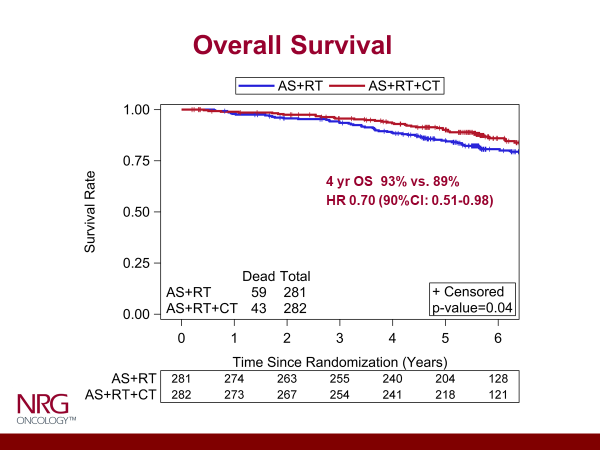 Overall Survival
AS+RT AS+RT+CT
1.00
0.75
0.50
0.25
0.00
Survival Rate
4 yr OS 93% vs. 89%
HR 0.70 (90%CI: 0.51-0.98)
Dead Total
AS+RT 59 281
AS+RT+CT 43 282
+ Censored
p-value=0.04
0 1 2 3 4 5 6
Time Since Randomization (Years)
AS+RT 281 274 263 255 240 204 128
AS+RT+CT 282 273 267 254 241 218 121
NRG
ONCOLOGY™